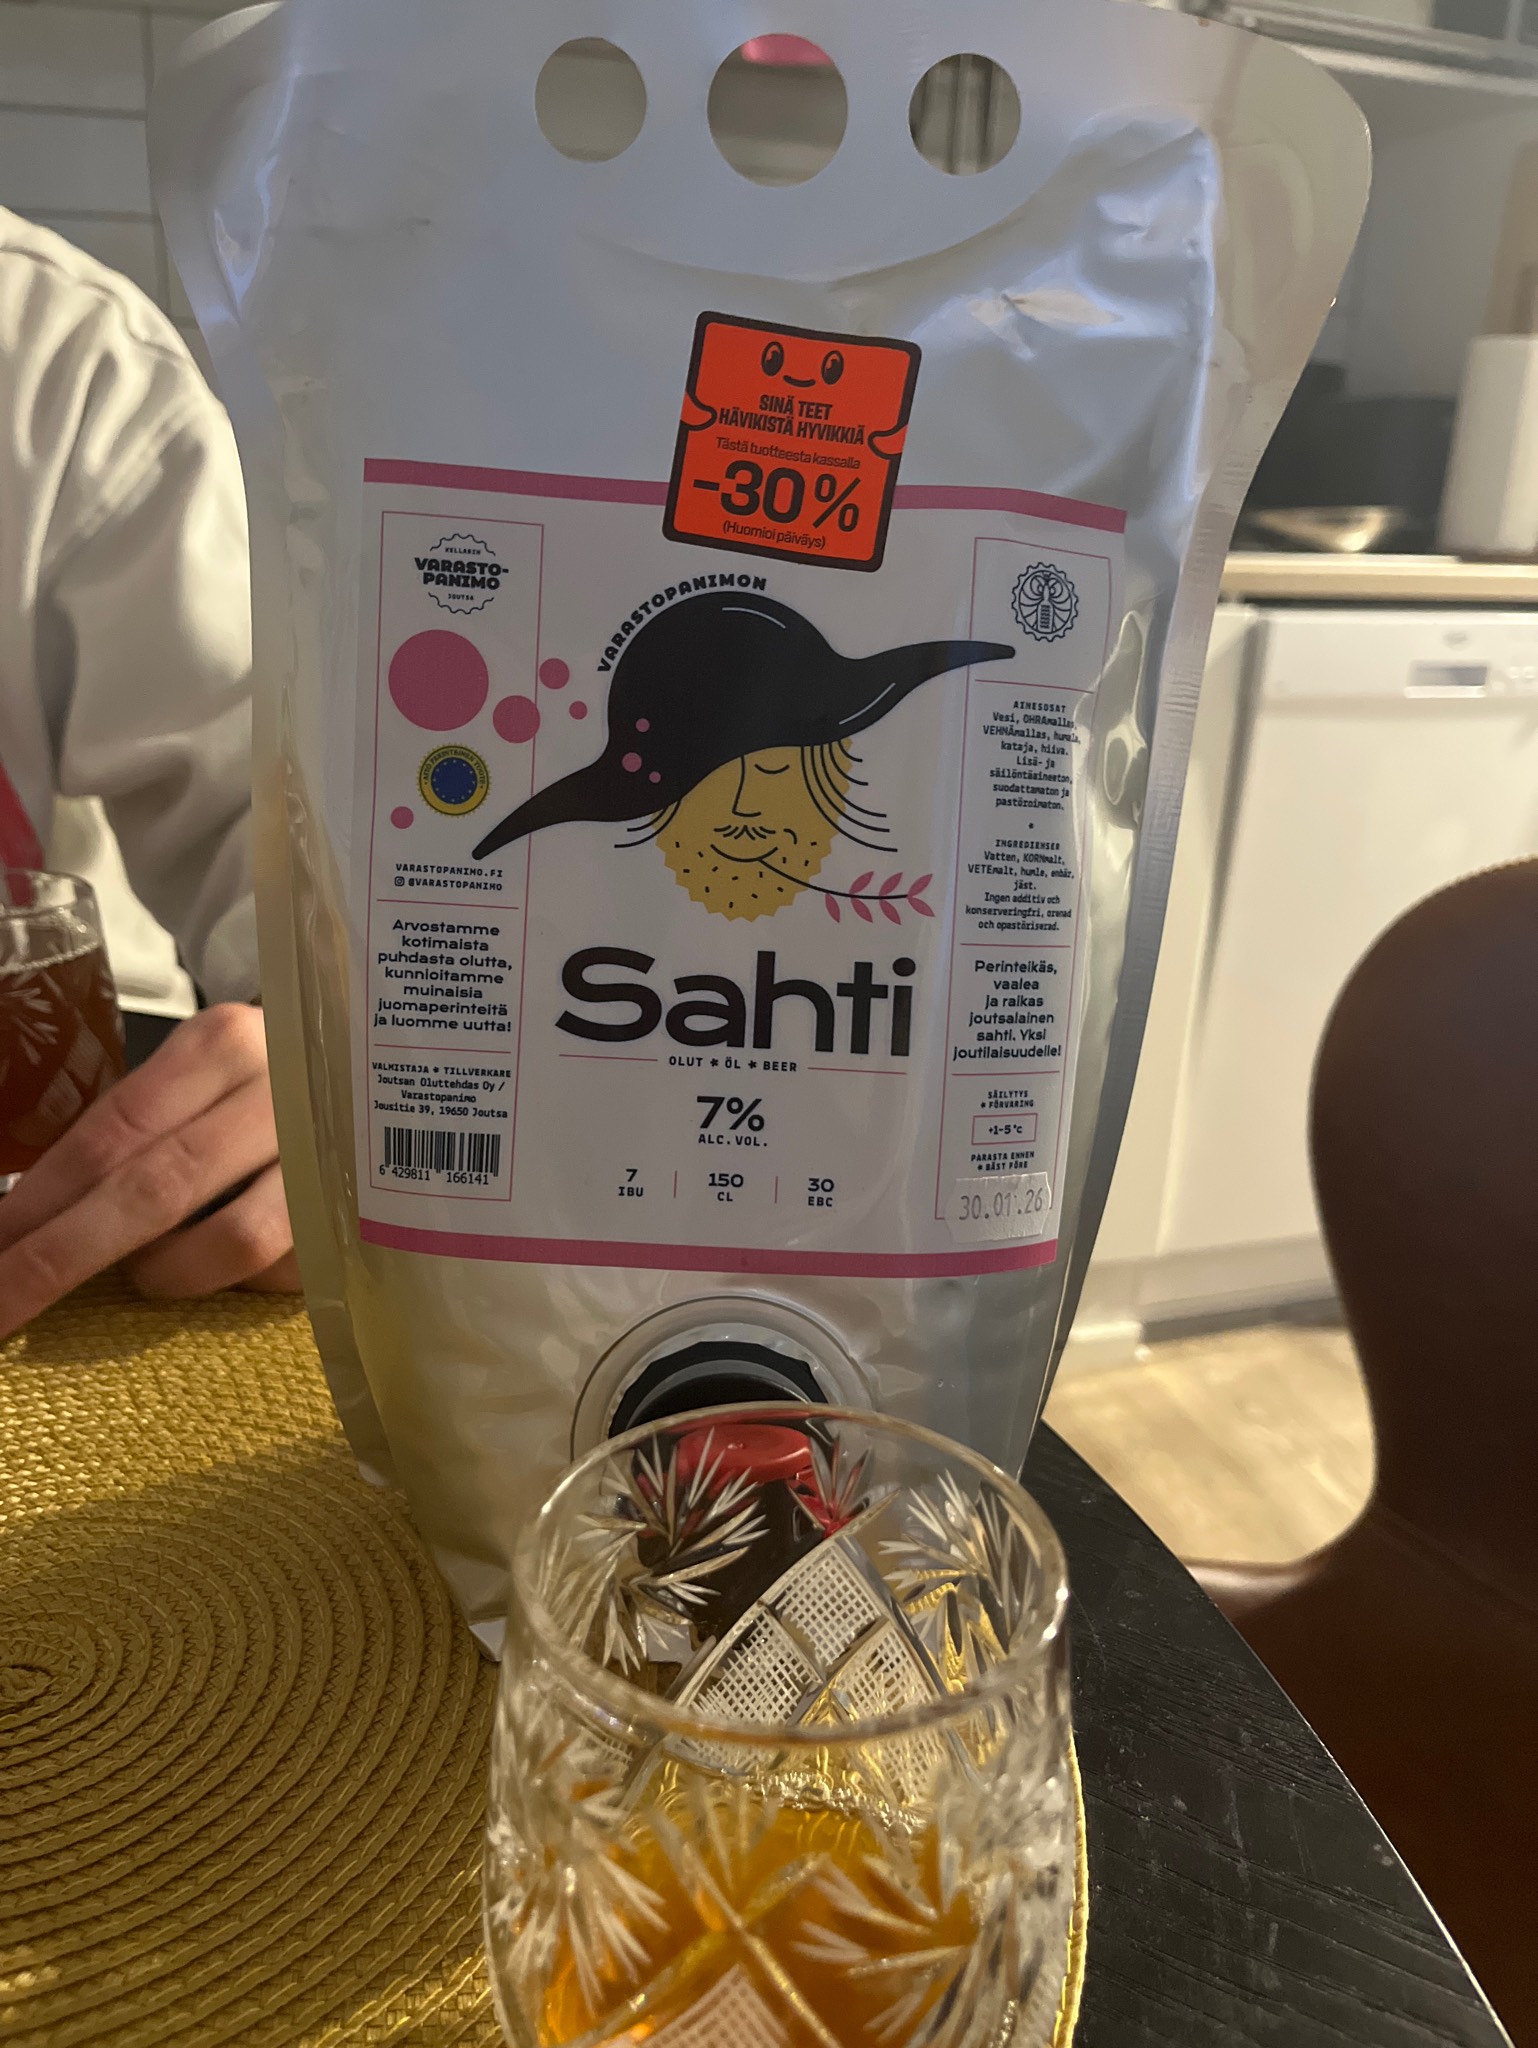 SINÄ TEET
HÄVIKISTÄ HYVIKKIÄ
Tästä tuotteesta kassalla
-30%
(Huomioi päiväys)
KELLARIN
VARASTO-
PANIMO
JOUTSA
AITO PERINTEINEN TUOTE
VARASTOPANIMO.FI
@VARASTOPANIMO
Arvostamme
kotimaista
puhdasta olutta,
kunnioitamme
muinaisia
juomaperinteitä
ja luomme uutta!
VALMISTAJA * TILLVERKARE
Joutsan Oluttehdas Oy /
Varastopanimo
Jousitie 39, 19650 Joutsa
6 429811 166141
VARASTOPANIMON
Sahti
OLUT * ÖL * BEER
7%
ALC. VOL.
7
IBU
150
CL
30
EBC
AINESOSAT
Vesi, OHRAmallas,
VEHNÄmallas, humala,
kataja, hiiva.
Lisä- ja
säilöntäaineeton,
suodattamaton ja
pastöroimaton.
*
INGREDIENSER
Vatten, KORNmalt,
VETEmalt, humle, enbär,
jäst.
Ingen additiv och
konserveringfri, orenad
och opastöriserad.
Perinteikäs,
vaalea
ja raikas
joutsalainen
sahti. Yksi
joutilaisuudelle!
SÄILYTYS
* FÖRVARING
+1-5 °C
PARASTA ENNEN
* BÄST FÖRE
30.01.26